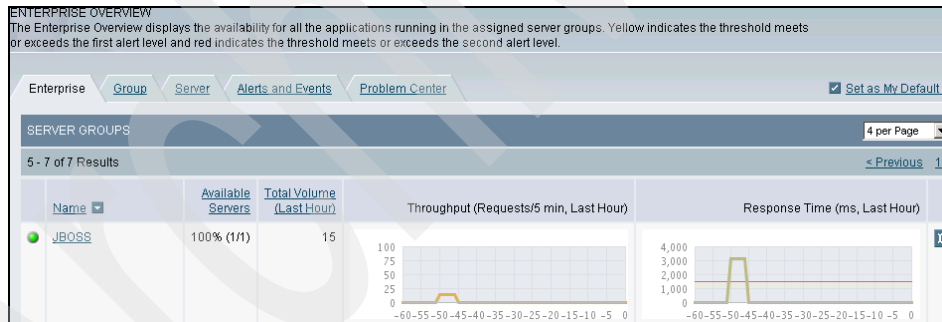 ENTERPRISE OVERVIEW
The Enterprise Overview displays the availability for all the applications running in the assigned server groups. Yellow indicates the threshold meets
or exceeds the first alert level and red indicates the threshold meets or exceeds the second alert level.
Enterprise Group Server Alerts and Events Problem Center Set as My Default
SERVER GROUPS 4 per Page
5 - 7 of 7 Results < Previous 1
Name Available Servers Total Volume (Last Hour) Throughput (Requests/5 min, Last Hour) Response Time (ms, Last Hour)
JBOSS 100% (1/1) 15
100 4,000
75 3,000
50 2,000
25 1,000
0 0
-60-55-50-45-40-35-30-25-20-15-10 -5 0 -60-55-50-45-40-35-30-25-20-15-10 -5 0